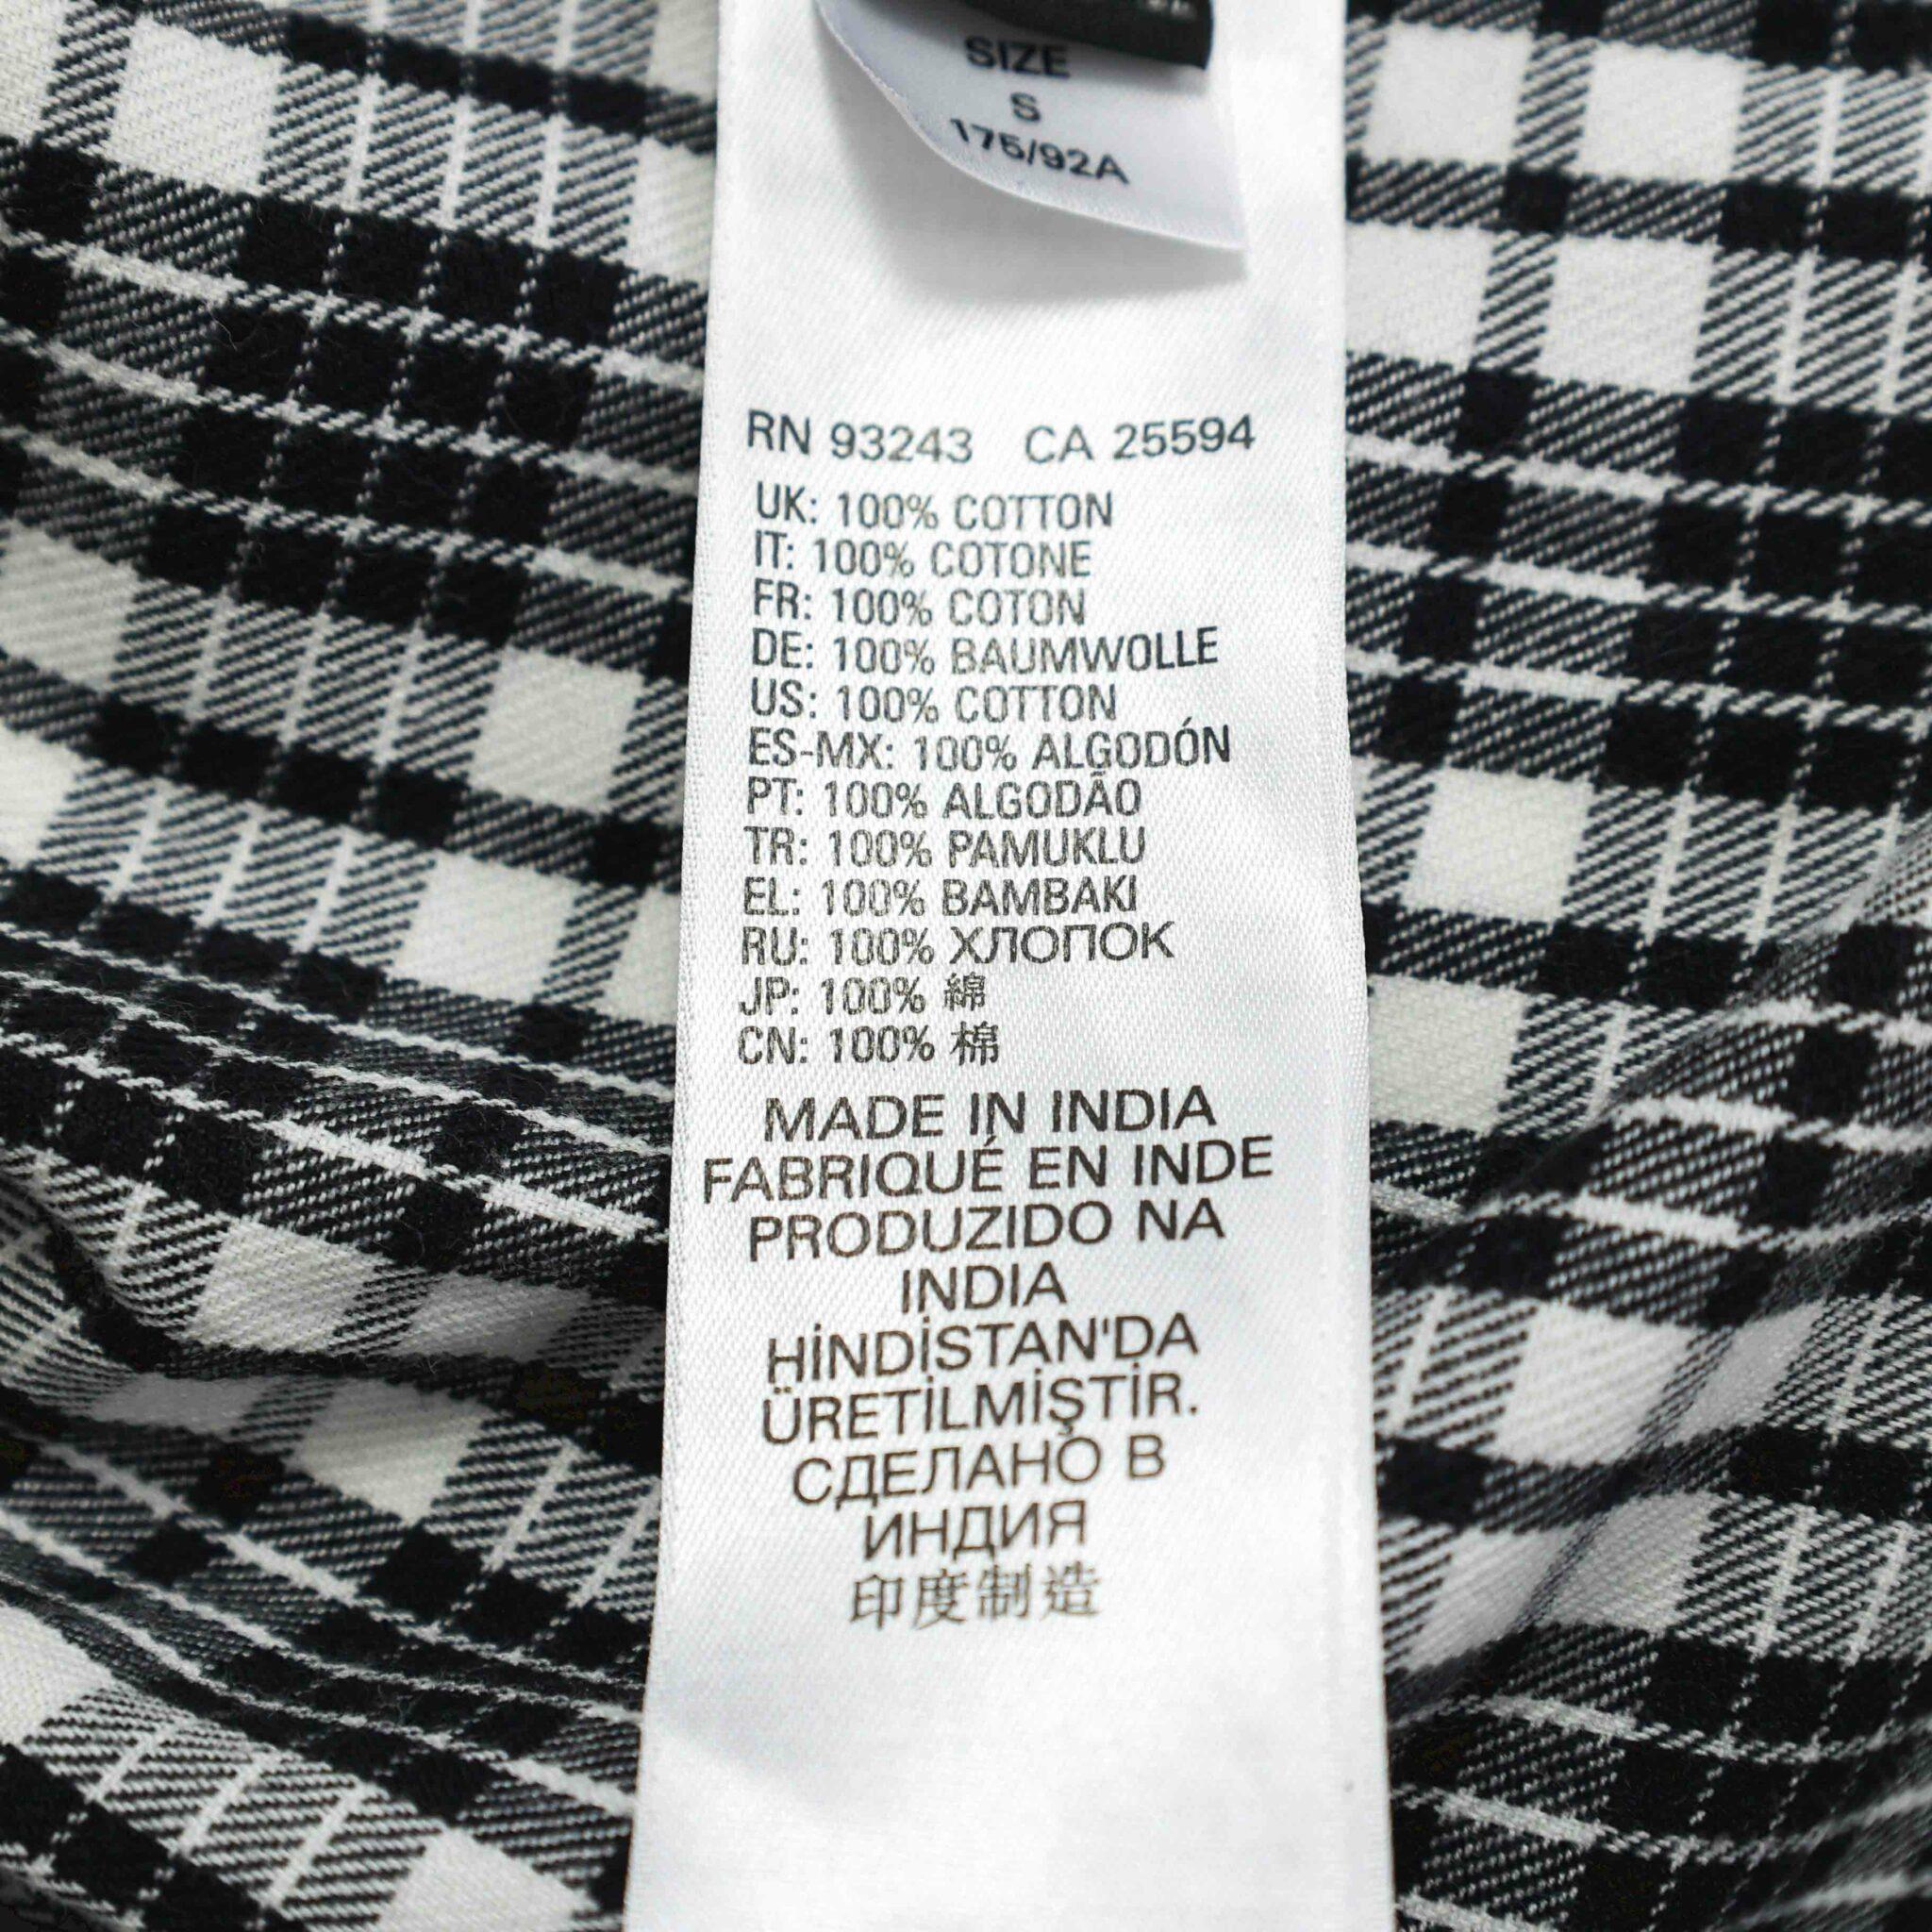 SIZE
S
175/92A
RN 93243 CA 25594
UK: 100% COTTON
IT: 100% COTONE
FR: 100% COTON
DE: 100% BAUMWOLLE
US: 100% COTTON
ES-MX: 100% ALGODÓN
PT: 100% ALGODÃO
TR: 100% PAMUKLU
EL: 100% BAMBAKI
RU: 100% ХЛОПОК
JP: 100% 綿
CN: 100% 棉
MADE IN INDIA
FABRIQUÉ EN INDE
PRODUZIDO NA
INDIA
HİNDİSTAN'DA
ÜRETİLMİŞTİR.
СДЕЛАНО В
ИНДИЯ
印度制造